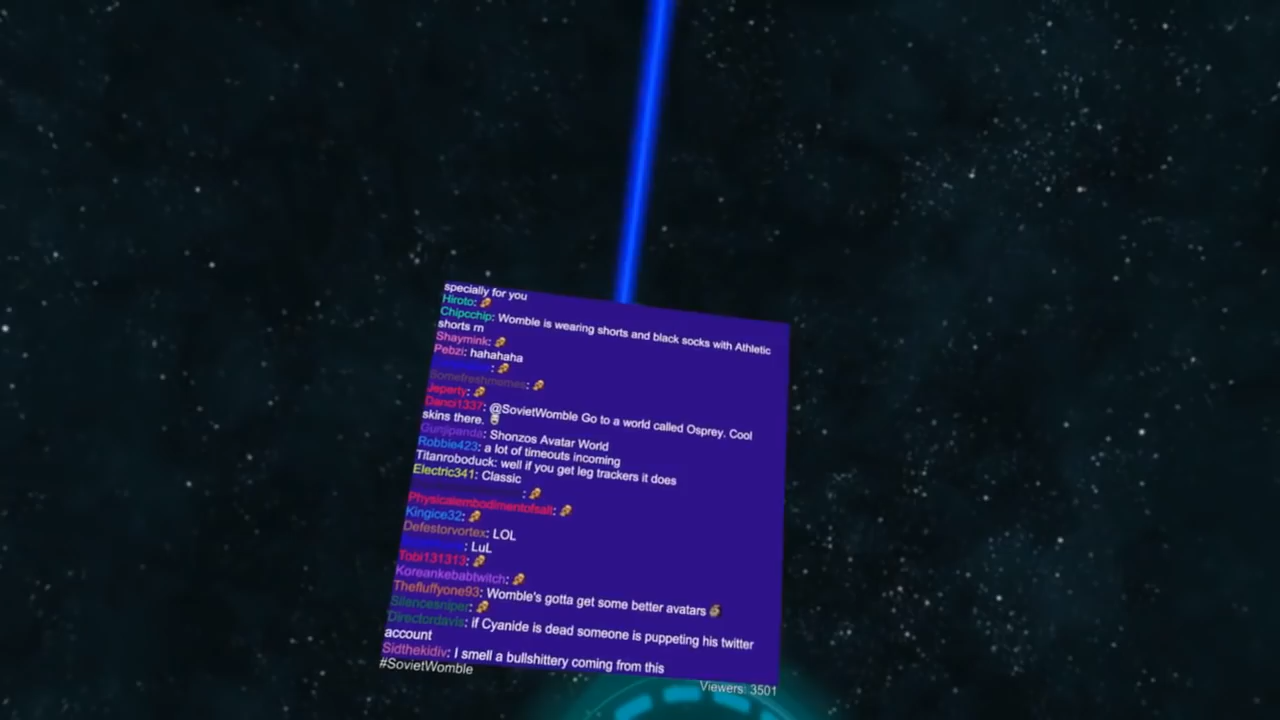 specially for you
Hiroto:
Chipcchip: Womble is wearing shorts and black socks with Athletic
shorts rn
Shaymink:
Pebzi: hahahaha
:
Somefreshmemes:
Jsperty:
Danci1337: @SovietWomble Go to a world called Osprey. Cool
skins there.
Gunjipanda: Shonzos Avatar World
Robbie423: a lot of timeouts incoming
Titanroboduck: well if you get leg trackers it does
Electric341: Classic
:
Physicalembodimentofsalt:
Kingice32:
Defestorvortex: LOL
: LuL
Tobi131313:
Koreankebabtwitch:
Thefluffyone93: Womble's gotta get some better avatars
Silencesniper:
Directordavis: if Cyanide is dead someone is puppeting his twitter
account
Sidthekidiv: I smell a bullshittery coming from this
#SovietWomble
Viewers: 3501